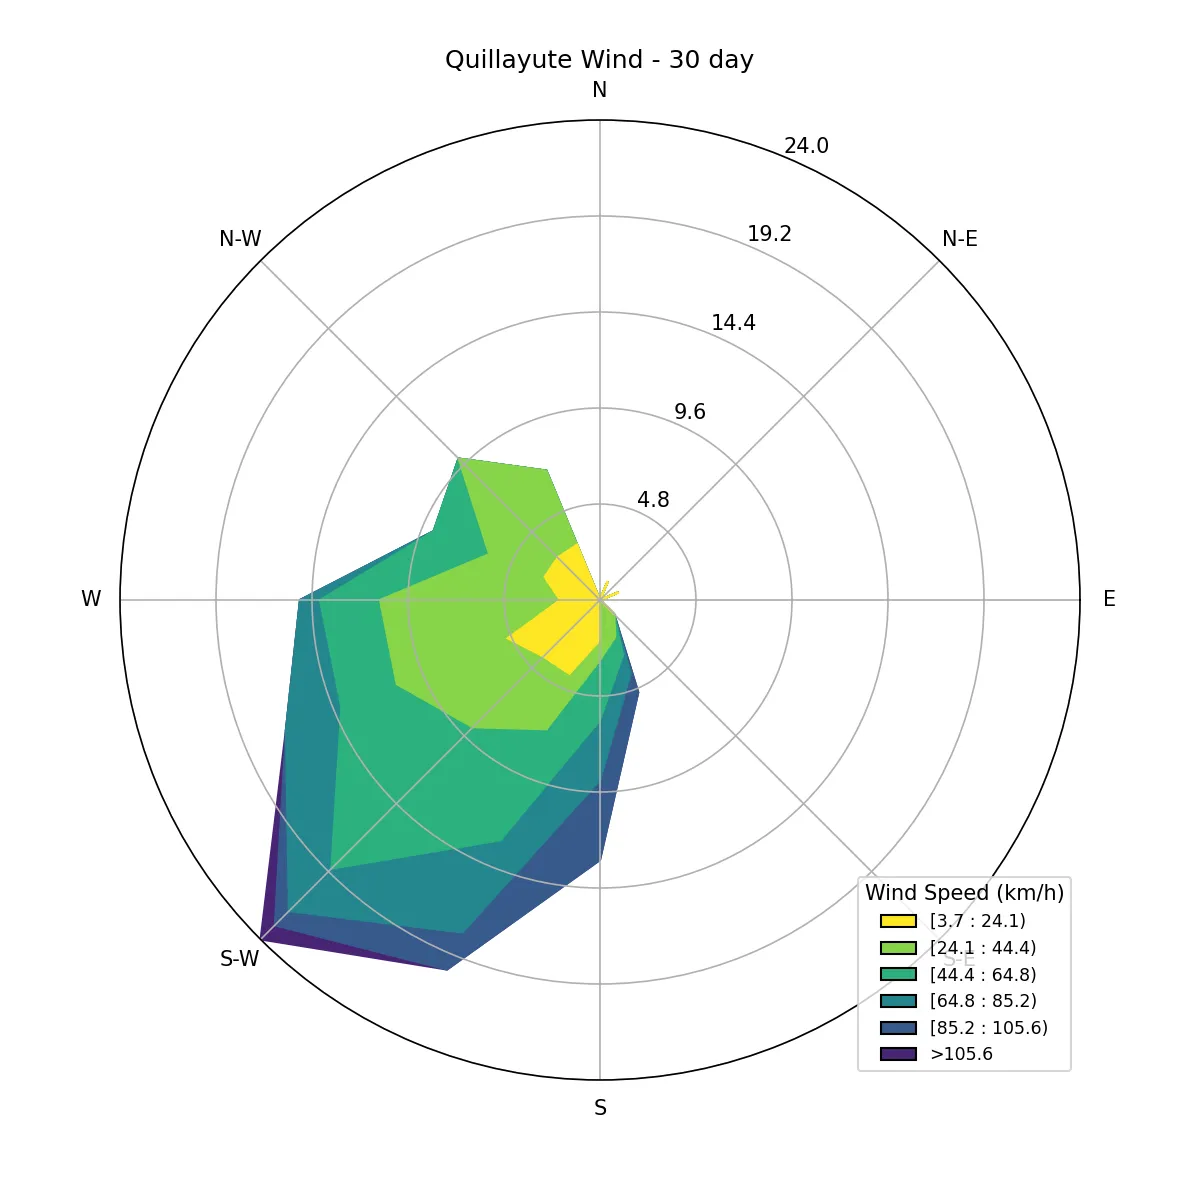 Quillayute Wind - 30 day
N
24.0
N-W
19.2
N-E
14.4
9.6
4.8
W
E
S-W
S-E
Wind Speed (km/h)
[3.7 : 24.1)
[24.1 : 44.4)
[44.4 : 64.8)
[64.8 : 85.2)
[85.2 : 105.6)
>105.6
S